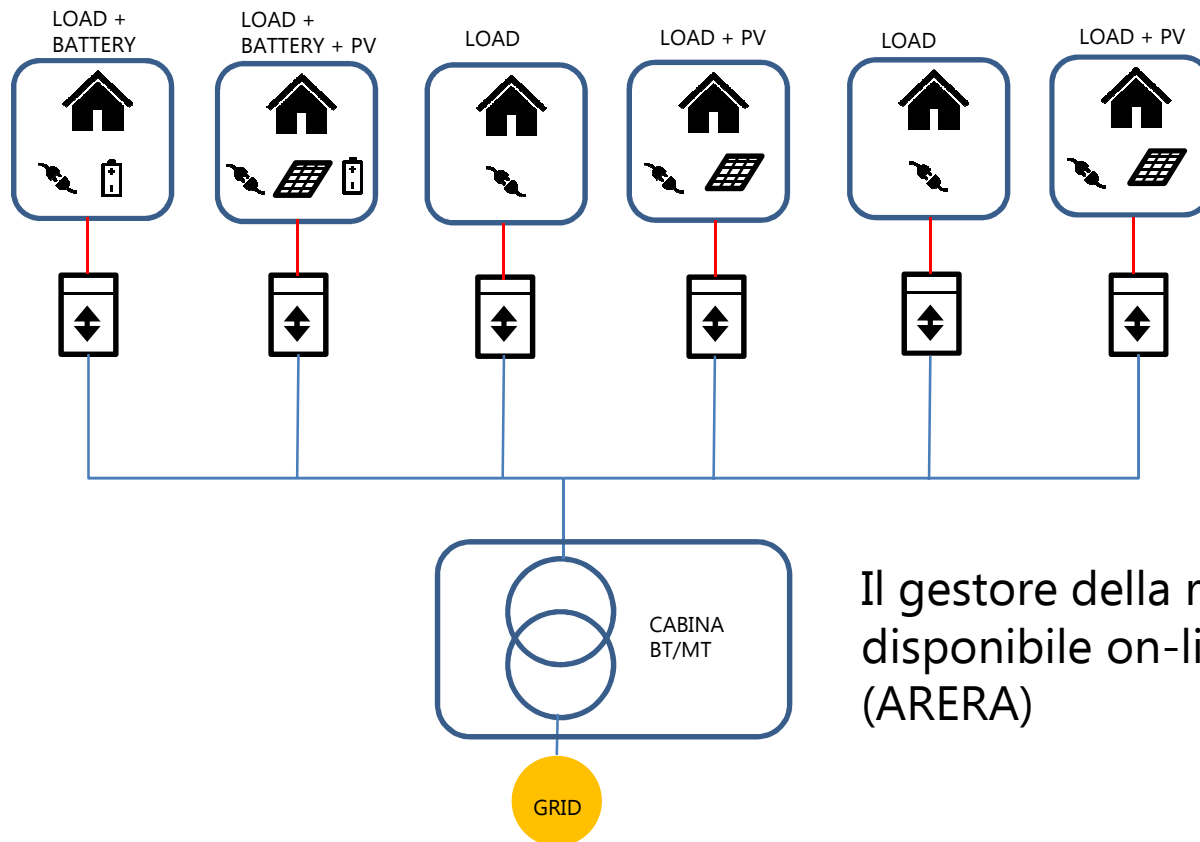 LOAD +
BATTERY
LOAD +
BATTERY + PV
LOAD
LOAD + PV
LOAD
LOAD + PV
CABINA
BT/MT
Il gestore della
disponibile
(ARERA)
GRID